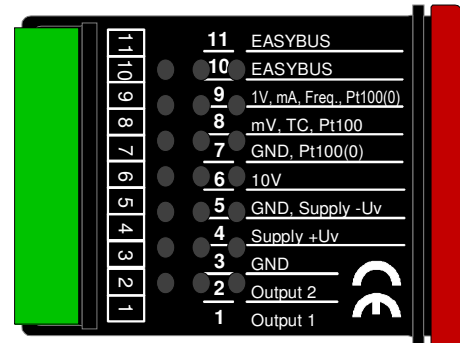 11 11 EASYBUS
10 10 EASYBUS
9 9 1V, mA, Freq., Pt100(0)
8 8 mV, TC, Pt100
7 7 GND, Pt100(0)
6 6 10V
5 5 GND, Supply -Uv
4 4 Supply +Uv
3 3 GND
2 2 Output 2
1 1 Output 1
CE